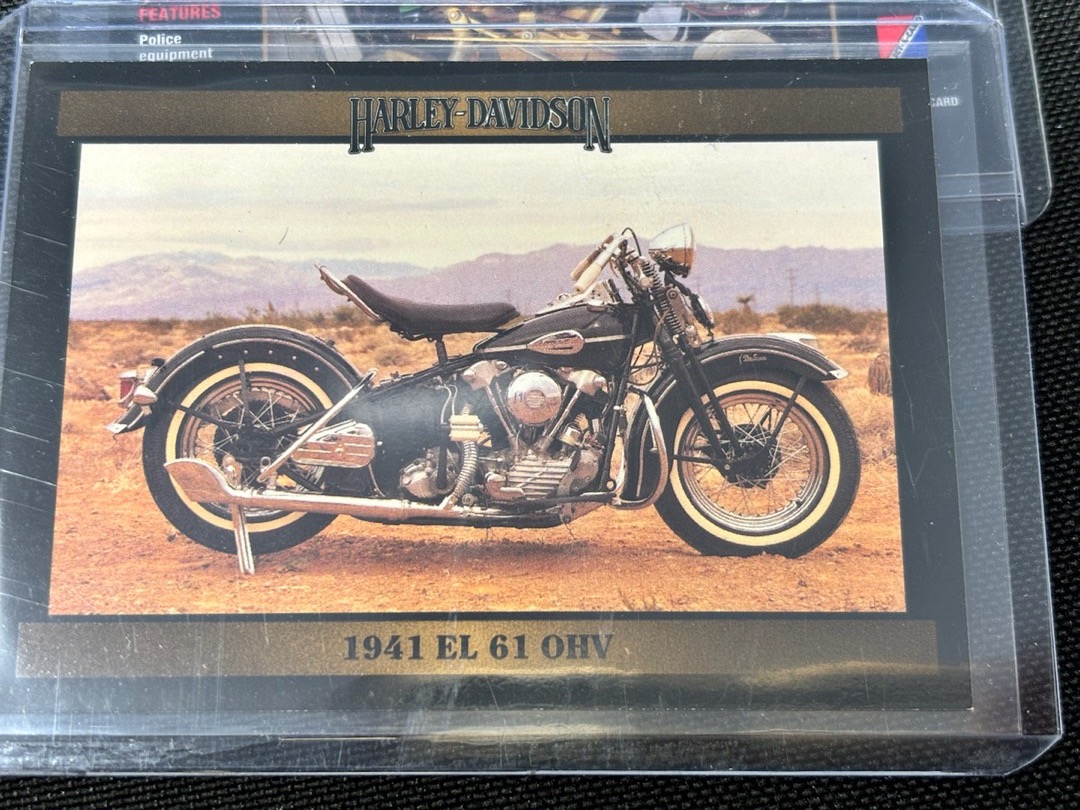 FEATURES
Police
equipment
CARD
HARLEY-DAVIDSON
1941 EL 61 OHV